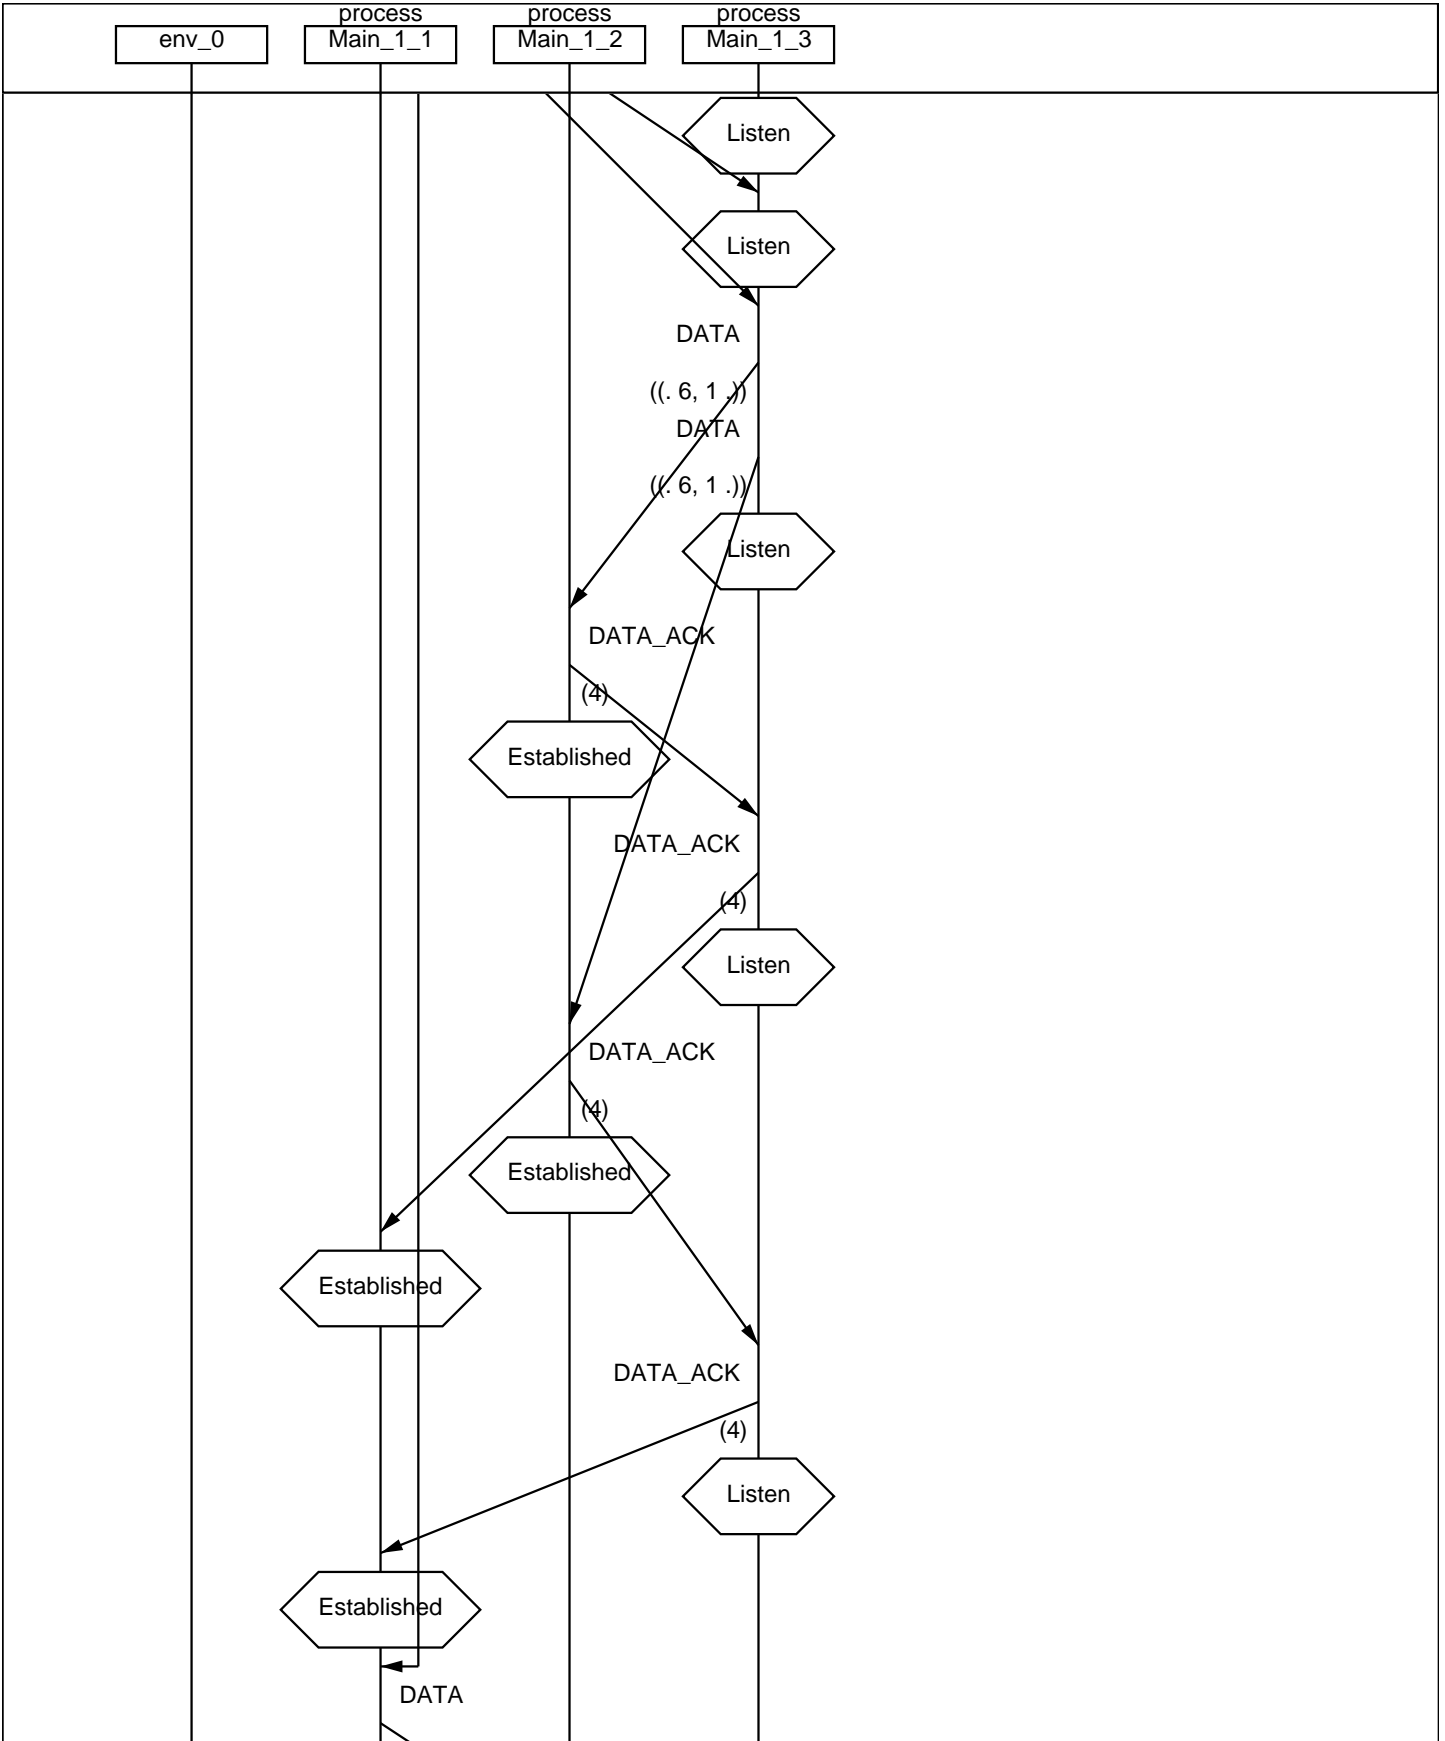 process process process
env_0 Main_1_1 Main_1_2 Main_1_3
Listen
Listen
DATA
((. 6, 1 .))
DATA
((. 6, 1 .))
Listen
DATA_ACK
(4)
Established
DATA_ACK
(4)
Listen
DATA_ACK
(4)
Established
Established
DATA_ACK
(4)
Listen
Established
DATA